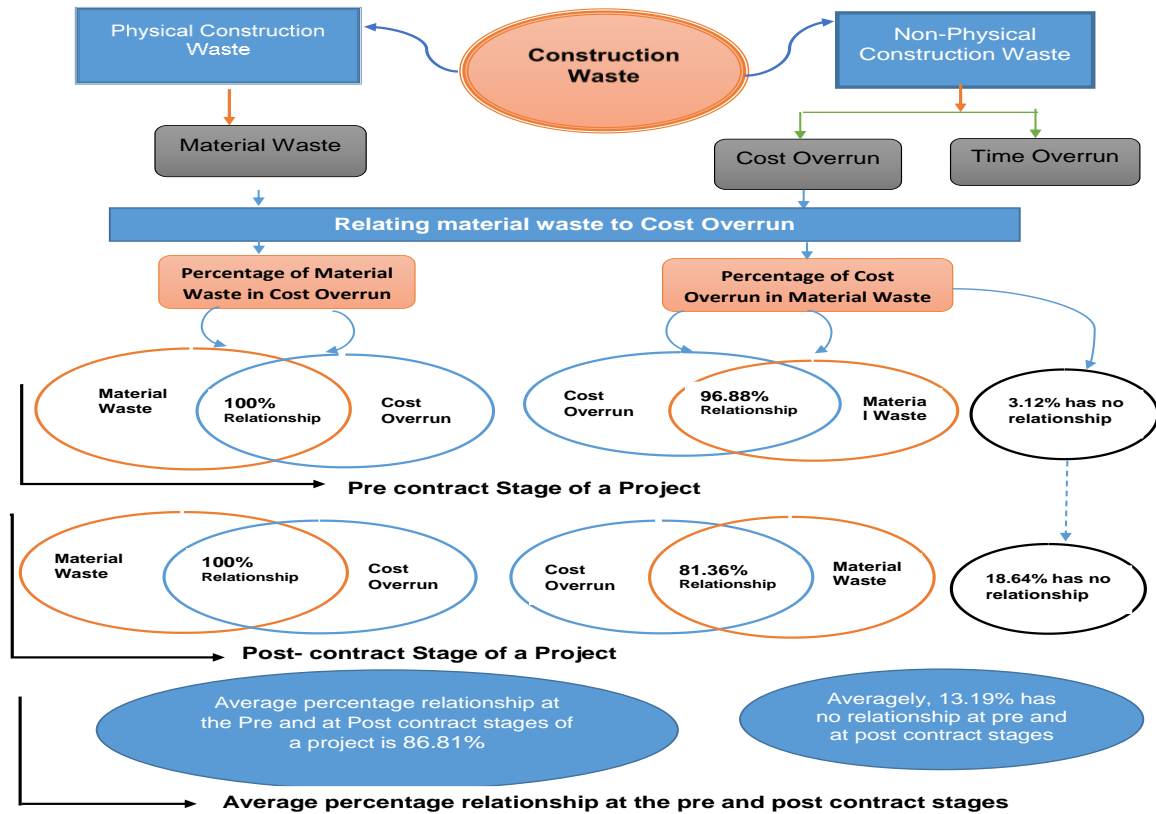 Physical Construction
Waste
Construction
Waste
Non-Physical
Construction Waste
Material Waste
Cost Overrun
Time Overrun
Relating material waste to Cost Overrun
Percentage of Material
Waste in Cost Overrun
Percentage of Cost
Overrun in Material Waste
Material
Waste
100%
Relationship
Cost
Overrun
Cost
Overrun
96.88%
Relationship
Materia
l Waste
3.12% has no
relationship
Pre contract Stage of a Project
Material
Waste
100%
Relationship
Cost
Overrun
Cost
Overrun
81.36%
Relationship
Material
Waste
18.64% has no
relationship
Post- contract Stage of a Project
Average percentage relationship at
the Pre and at Post contract stages of
a project is 86.81%
Averagely, 13.19% has
no relationship at pre and
at post contract stages
Average percentage relationship at the pre and post contract stages